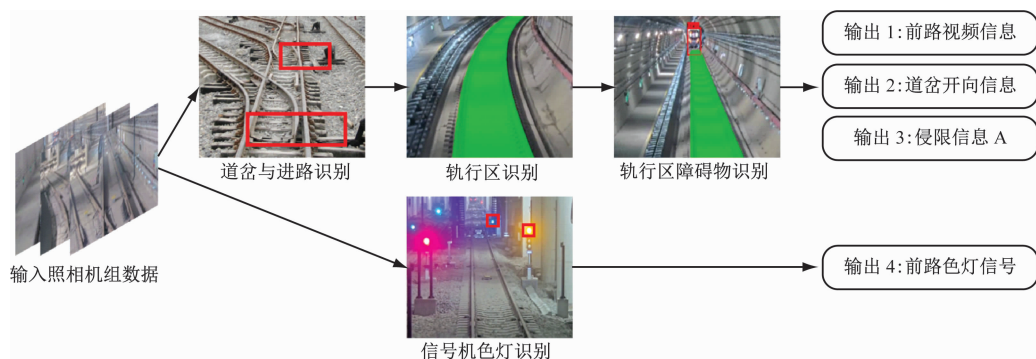 输出 1:前路视频信息
输出 2:道岔开向信息
输出 3:侵限信息 A
道岔与进路识别
轨行区识别
轨行区障碍物识别
输入照相机组数据
输出 4:前路色灯信号
信号机色灯识别